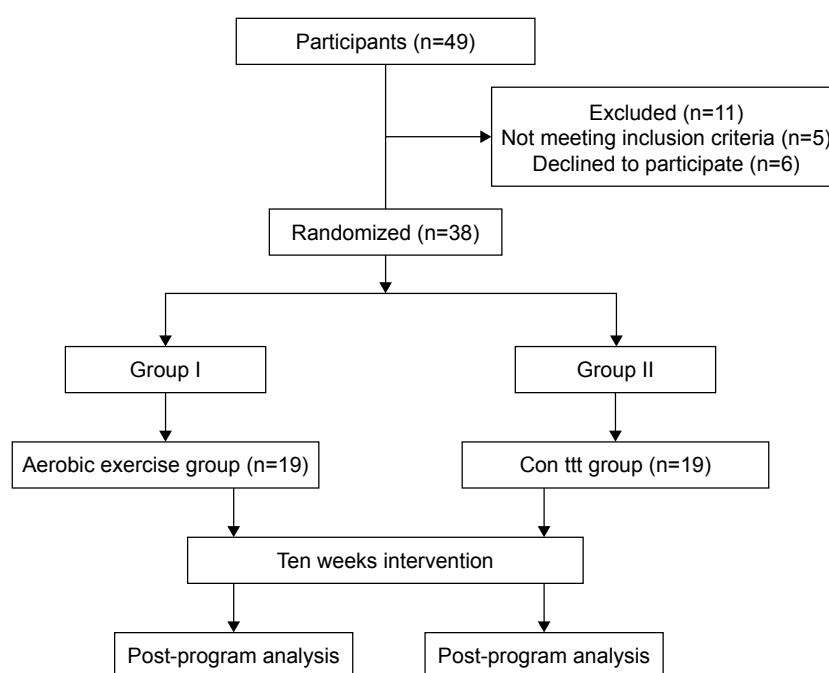 Participants (n=49)
Excluded (n=11)
Not meeting inclusion criteria (n=5)
Declined to participate (n=6)
Randomized (n=38)
Group I
Group II
Aerobic exercise group (n=19)
Con ttt group (n=19)
Ten weeks intervention
Post-program analysis
Post-program analysis